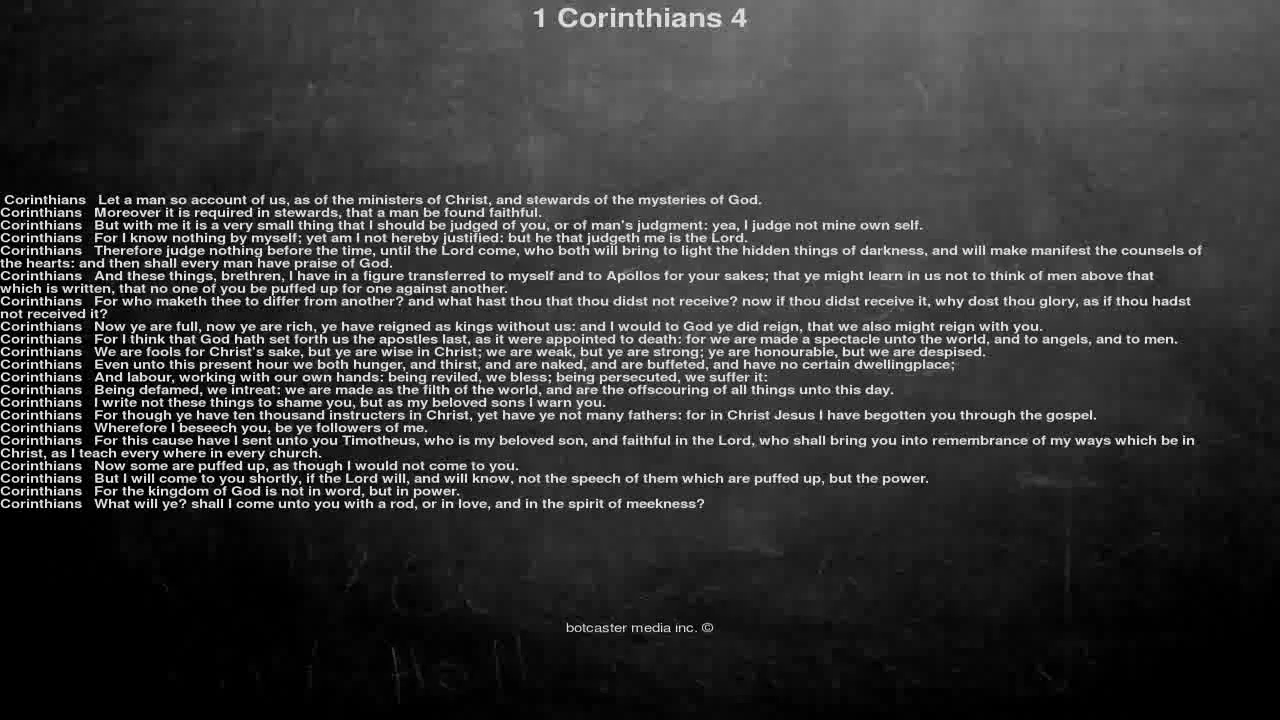 1 Corinthians 4
Corinthians Let a man so account of us, as of the ministers of Christ, and stewards of the mysteries of God.
Corinthians Moreover it is required in stewards, that a man be found faithful.
Corinthians But with me it is a very small thing that I should be judged of you, or of man's judgment: yea, I judge not mine own self.
Corinthians For I know nothing by myself; yet am I not hereby justified: but he that judgeth me is the Lord.
Corinthians Therefore judge nothing before the time, until the Lord come, who both will bring to light the hidden things of darkness, and will make manifest the counsels of
the hearts: and then shall every man have praise of God.
Corinthians And these things, brethren, I have in a figure transferred to myself and to Apollos for your sakes; that ye might learn in us not to think of men above that
which is written, that no one of you be puffed up for one against another.
Corinthians For who maketh thee to differ from another? and what hast thou that thou didst not receive? now if thou didst receive it, why dost thou glory, as if thou hadst
not received it?
Corinthians Now ye are full, now ye are rich, ye have reigned as kings without us: and I would to God ye did reign, that we also might reign with you.
Corinthians For I think that God hath set forth us the apostles last, as it were appointed to death: for we are made a spectacle unto the world, and to angels, and to men.
Corinthians We are fools for Christ's sake, but ye are wise in Christ; we are weak, but ye are strong; ye are honourable, but we are despised.
Corinthians Even unto this present hour we both hunger, and thirst, and are naked, and are buffeted, and have no certain dwellingplace;
Corinthians And labour, working with our own hands: being reviled, we bless; being persecuted, we suffer it:
Corinthians Being defamed, we intreat: we are made as the filth of the world, and are the offscouring of all things unto this day.
Corinthians I write not these things to shame you, but as my beloved sons I warn you.
Corinthians For though ye have ten thousand instructers in Christ, yet have ye not many fathers: for in Christ Jesus I have begotten you through the gospel.
Corinthians Wherefore I beseech you, be ye followers of me.
Corinthians For this cause have I sent unto you Timotheus, who is my beloved son, and faithful in the Lord, who shall bring you into remembrance of my ways which be in
Christ, as I teach every where in every church.
Corinthians Now some are puffed up, as though I would not come to you.
Corinthians But I will come to you shortly, if the Lord will, and will know, not the speech of them which are puffed up, but the power.
Corinthians For the kingdom of God is not in word, but in power.
Corinthians What will ye? shall I come unto you with a rod, or in love, and in the spirit of meekness?
botcaster media inc. ©